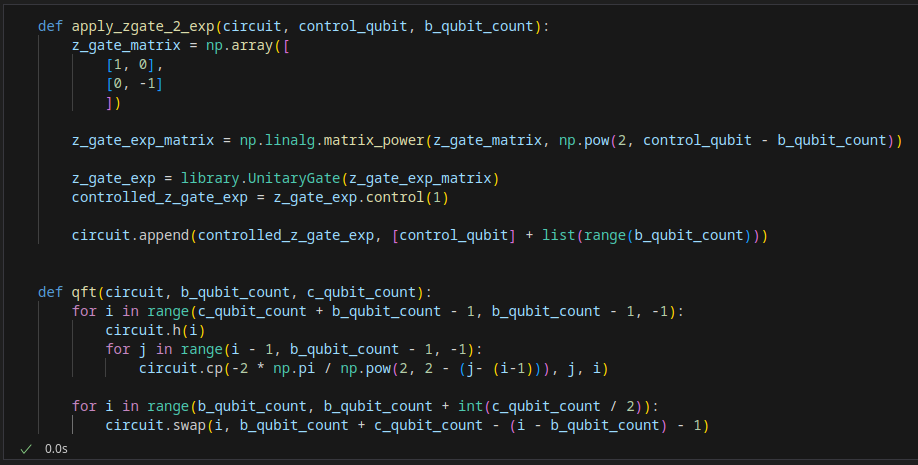 def apply_zgate_2_exp(circuit, control_qubit, b_qubit_count):
    z_gate_matrix = np.array([
        [1, 0],
        [0, -1]
        ])

    z_gate_exp_matrix = np.linalg.matrix_power(z_gate_matrix, np.pow(2, control_qubit - b_qubit_count))

    z_gate_exp = library.UnitaryGate(z_gate_exp_matrix)
    controlled_z_gate_exp = z_gate_exp.control(1)

    circuit.append(controlled_z_gate_exp, [control_qubit] + list(range(b_qubit_count)))


def qft(circuit, b_qubit_count, c_qubit_count):
    for i in range(c_qubit_count + b_qubit_count - 1, b_qubit_count - 1, -1):
        circuit.h(i)
        for j in range(i - 1, b_qubit_count - 1, -1):
            circuit.cp(-2 * np.pi / np.pow(2, 2 - (j- (i-1))), j, i)

    for i in range(b_qubit_count, b_qubit_count + int(c_qubit_count / 2)):
        circuit.swap(i, b_qubit_count + c_qubit_count - (i - b_qubit_count) - 1)
✓ 0.0s